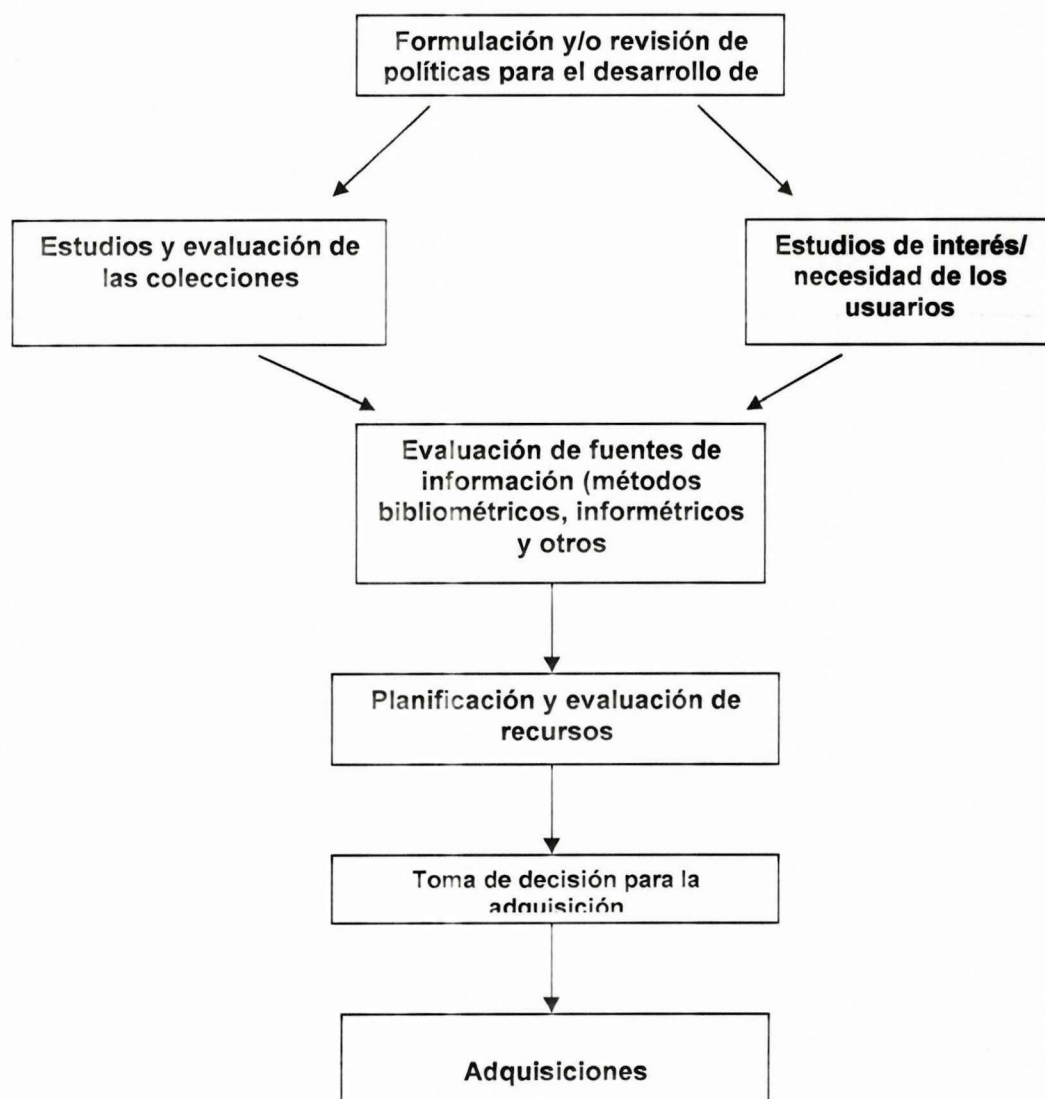 Formulación y/o revisión de
políticas para el desarrollo de
Estudios y evaluación de
las colecciones
Estudios de interés/
necesidad de los
usuarios
Evaluación de fuentes de
información (métodos
bibliométricos, informétricos
y otros
Planificación y evaluación de
recursos
Toma de decisión para la
adquisición
Adquisiciones